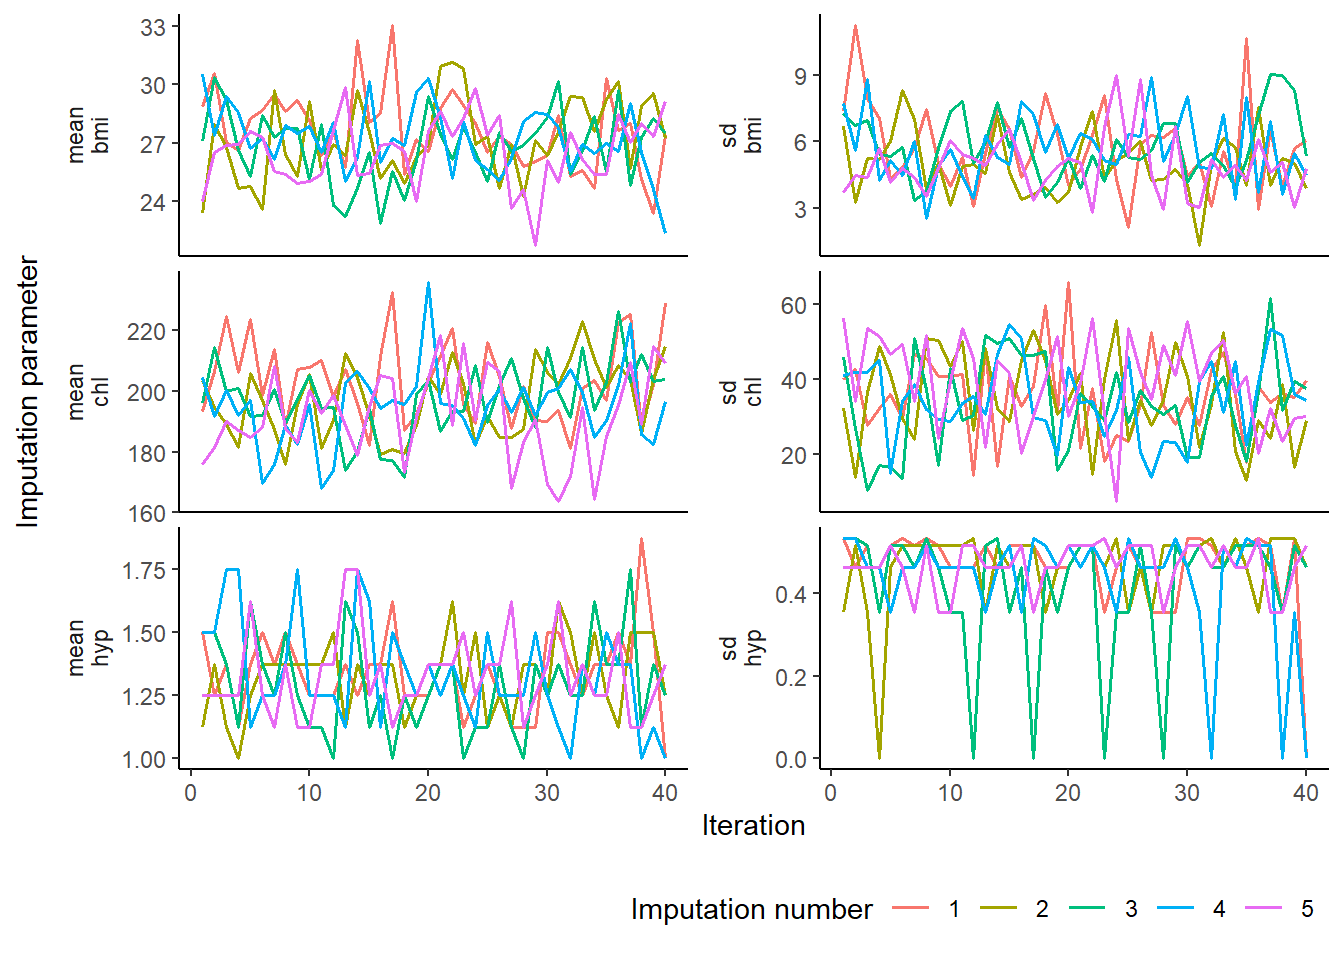 Imputation parameter
mean
bmi
33
30
27
24
sd
bmi
9
6
3
mean
chl
220
200
180
160
sd
chl
60
40
20
mean
hyp
1.75
1.50
1.25
1.00
sd
hyp
0.4
0.2
0.0
0 10 20 30 40
0 10 20 30 40
Iteration
Imputation number 1 2 3 4 5